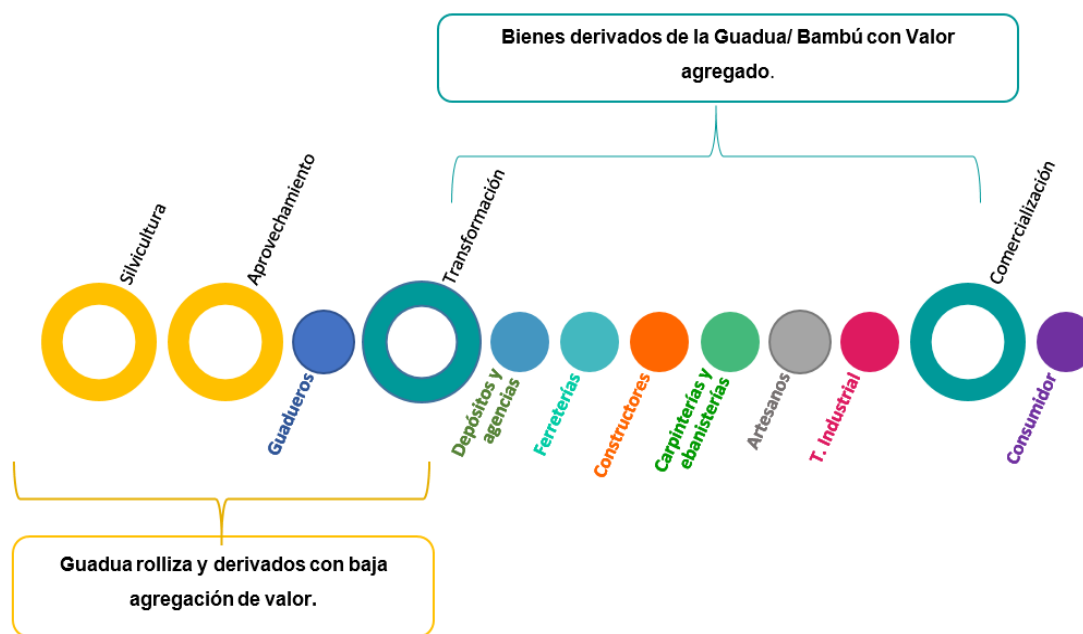 Bienes derivados de la Guadua/ Bambú con Valor
agregado.
Silvicultura
Aprovechamiento
Transformación
Comercialización
Guadueros
Depósitos y
agencias
Ferreterías
Constructores
Carpinterías y
ebanisterías
Artesanos
T. Industrial
Consumidor
Guadua rolliza y derivados con baja
agregación de valor.